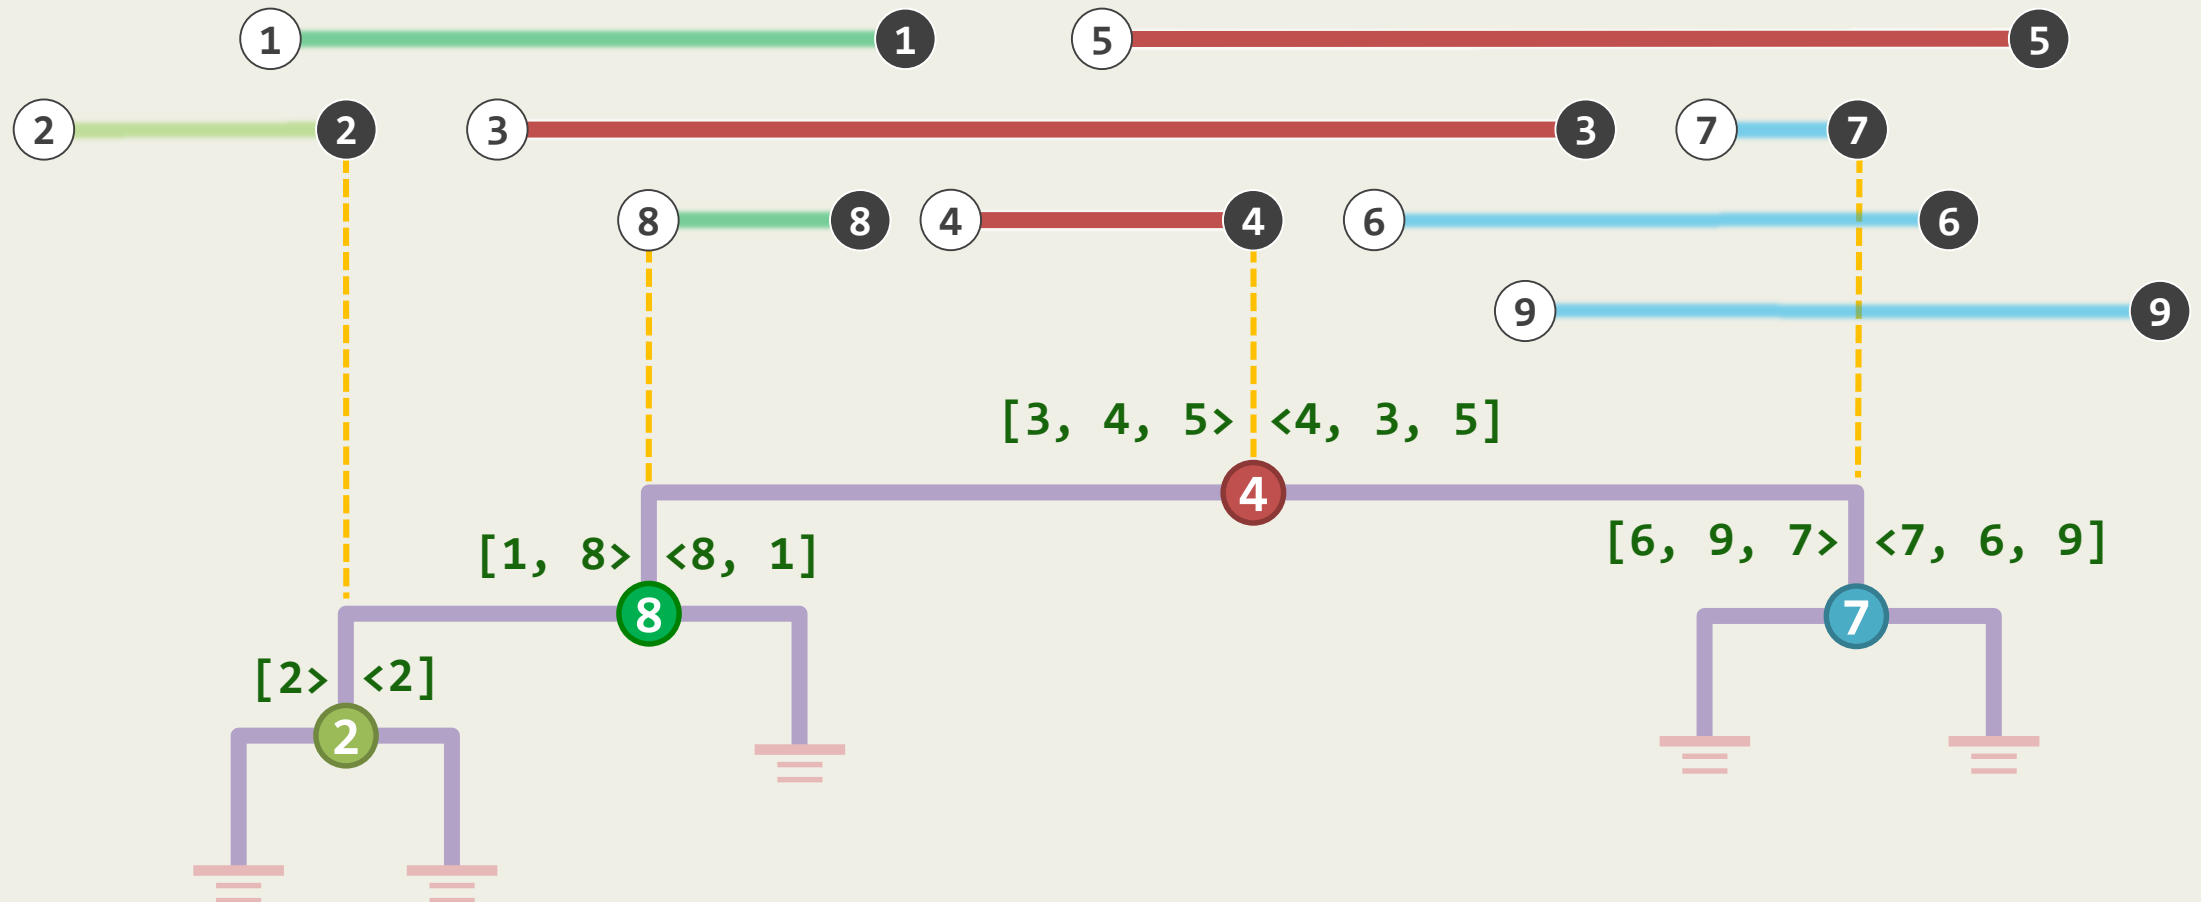 1 1 5 5
2 2 3 3 7 7
8 8 4 4 6 6
9 9
[3, 4, 5> <4, 3, 5]
4
[1, 8> <8, 1] [6, 9, 7> <7, 6, 9]
8 7
[2> <2]
2